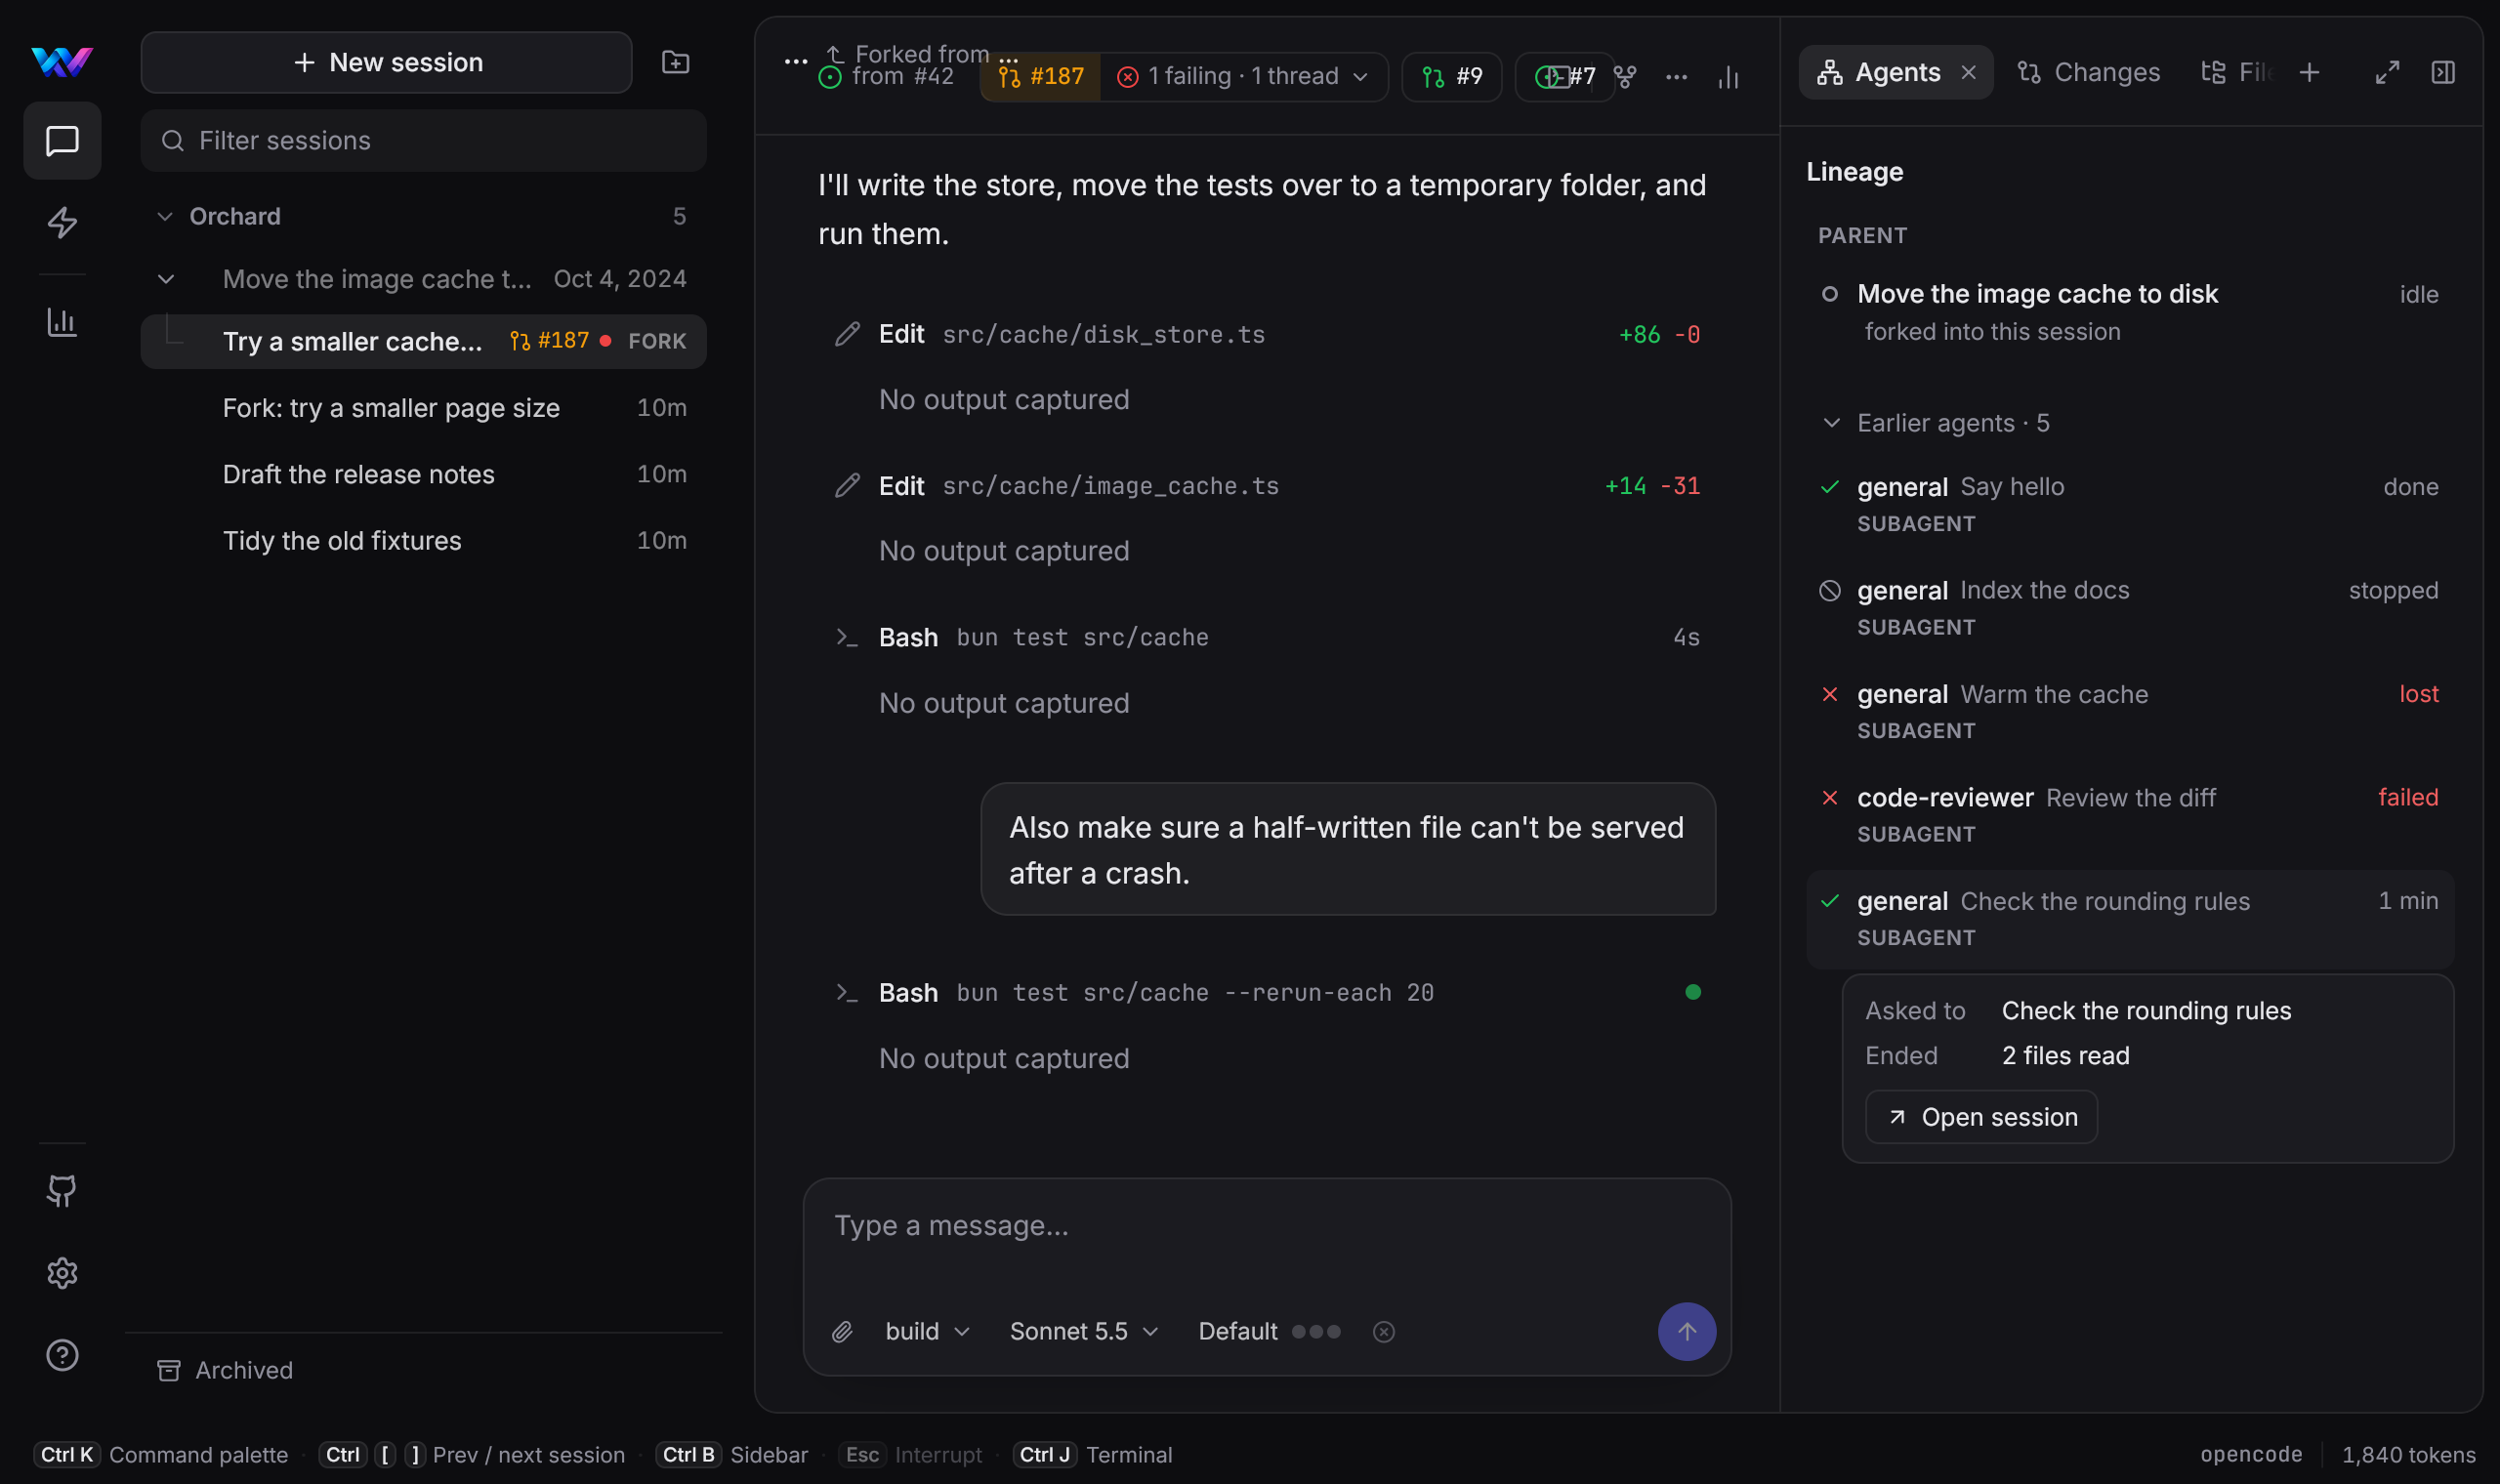 New session
Filter sessions
Orchard 5
Move the image cache t... Oct 4, 2024
Try a smaller cache... #187 FORK
Fork: try a smaller page size 10m
Draft the release notes 10m
Tidy the old fixtures 10m
Archived
... Forked from ...
from #42 #187 1 failing · 1 thread #9 #7
I'll write the store, move the tests over to a temporary folder, and
run them.
Edit src/cache/disk_store.ts +86 -0
No output captured
Edit src/cache/image_cache.ts +14 -31
No output captured
Bash bun test src/cache 4s
No output captured
Also make sure a half-written file can't be served
after a crash.
Bash bun test src/cache --rerun-each 20
No output captured
Type a message...
build Sonnet 5.5 Default
Agents Changes
Lineage
PARENT
Move the image cache to disk idle
forked into this session
Earlier agents · 5
general Say hello done
SUBAGENT
general Index the docs stopped
SUBAGENT
general Warm the cache lost
SUBAGENT
code-reviewer Review the diff failed
SUBAGENT
general Check the rounding rules 1 min
SUBAGENT
Asked to Check the rounding rules
Ended 2 files read
Open session
Ctrl K Command palette · Ctrl [ ] Prev / next session · Ctrl B Sidebar · Esc Interrupt · Ctrl J Terminal
opencode 1,840 tokens